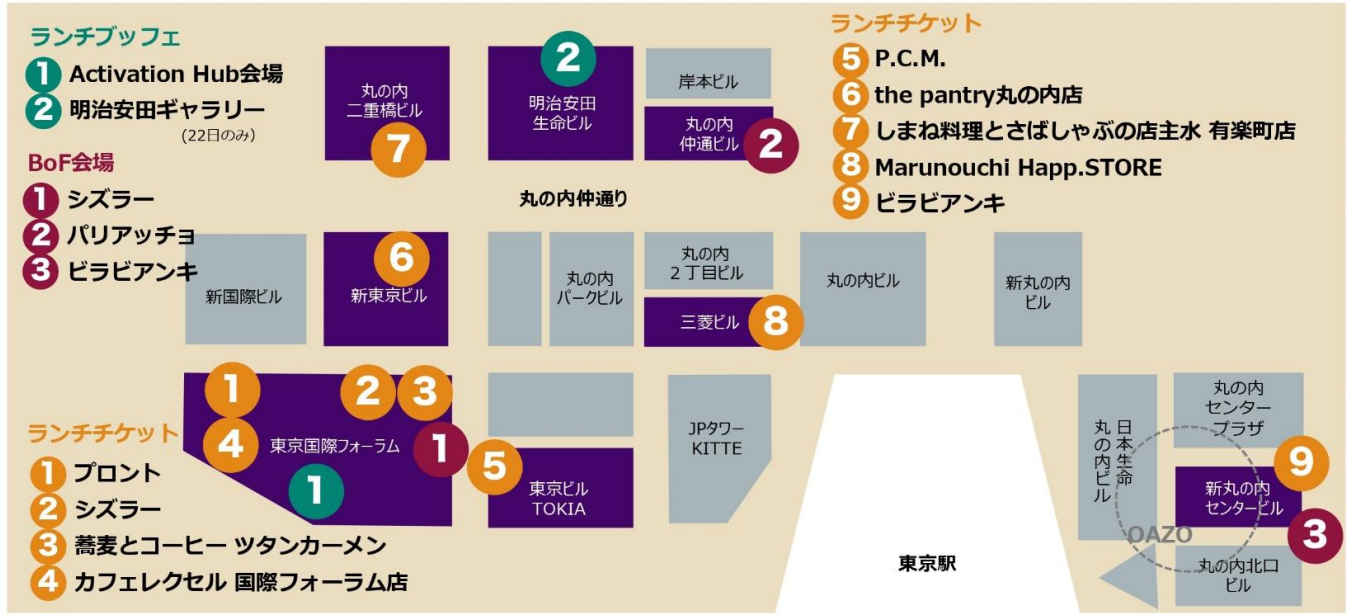 ランチブッフェ
1 Activation Hub会場
2 明治安田ギャラリー
(22日のみ)
BoF会場
1 シズラー
2 パリアッチョ
3 ビラビアンキ
ランチチケット
5 P.C.M.
6 the pantry丸の内店
7 しまね料理とさばしゃぶの店主水 有楽町店
8 Marunouchi Happ.STORE
9 ビラビアンキ
丸の内
二重橋ビル
7
2
明治安田
生命ビル
岸本ビル
丸の内
仲通ビル
2
丸の内仲通り
新国際ビル
6
新東京ビル
丸の内
パークビル
丸の内
2丁目ビル
三菱ビル
8
丸の内ビル
新丸の内
ビル
1
2
3
4
東京国際フォーラム
1
1
5
東京ビル
TOKIA
JPタワー
KITTE
東京駅
日本生命
丸の内ビル
丸の内
センター
プラザ
9
新丸の内
センタービル
3
OAZO
丸の内北口
ビル
ランチチケット
1 プロント
2 シズラー
3 蕎麦とコーヒー ツタンカーメン
4 カフェレクセル 国際フォーラム店